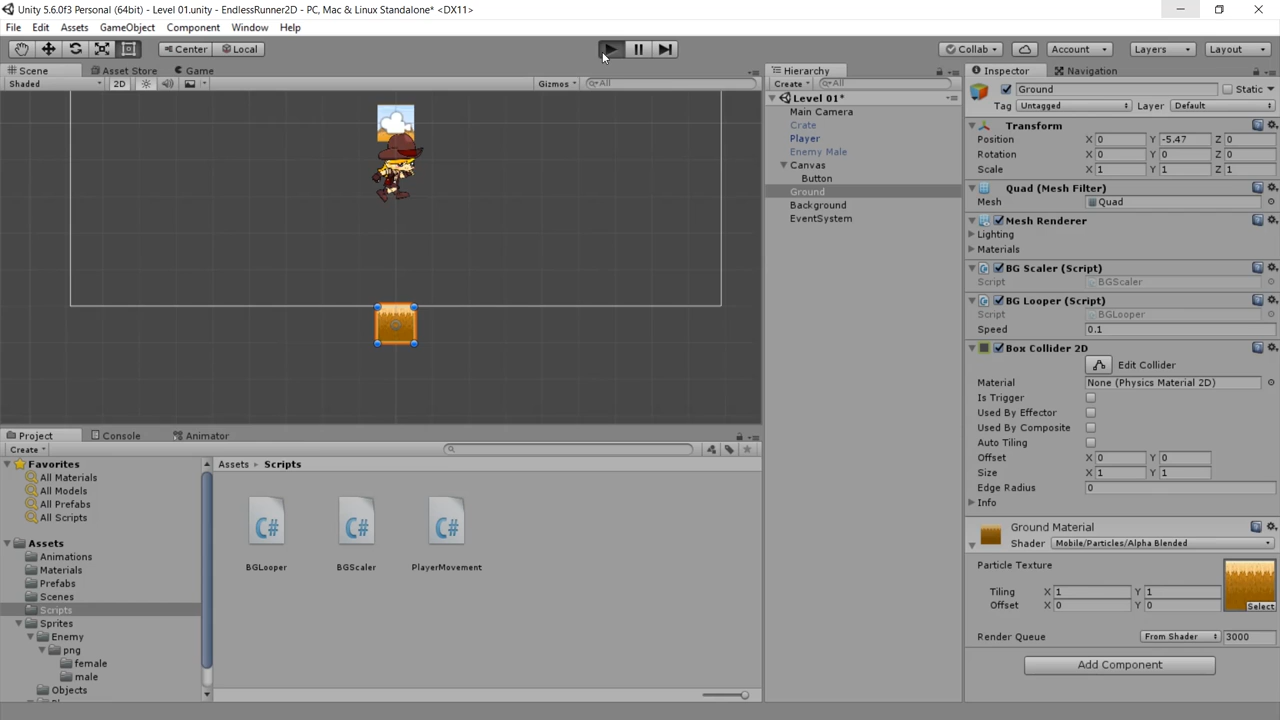 Unity 5.6.0f3 Personal (64bit) - Level 01.unity - EndlessRunner2D - PC, Mac & Linux Standalone* <DX11>
File Edit Assets GameObject Component Window Help
Center Local Collab Account Layers Layout
Scene Asset Store Game
Shaded 2D Gizmos All
Hierarchy
Create All
Level 01*
Main Camera
Crate
Player
Enemy Male
Canvas
Button
Ground
Background
EventSystem
Inspector Navigation
Ground Static
Tag Untagged Layer Default
Transform
Position X 0 Y -5.47 Z 0
Rotation X 0 Y 0 Z 0
Scale X 1 Y 1 Z 1
Quad (Mesh Filter)
Mesh Quad
Mesh Renderer
Lighting
Materials
BG Scaler (Script)
Script BGScaler
BG Looper (Script)
Script BGLooper
Speed 0.1
Box Collider 2D
Edit Collider
Material None (Physics Material 2D)
Is Trigger
Used By Effector
Used By Composite
Auto Tiling
Offset X 0 Y 0
Size X 1 Y 1
Edge Radius 0
Info
Ground Material
Shader Mobile/Particles/Alpha Blended
Particle Texture
Tiling X 1 Y 1
Offset X 0 Y 0
Select
Render Queue From Shader 3000
Add Component
Project Console Animator
Create
Favorites
All Materials
All Models
All Prefabs
All Scripts
Assets
Animations
Materials
Prefabs
Scenes
Scripts
Sprites
Enemy
png
female
male
Objects
Assets ▸ Scripts
C# C# C#
BGLooper BGScaler PlayerMovement